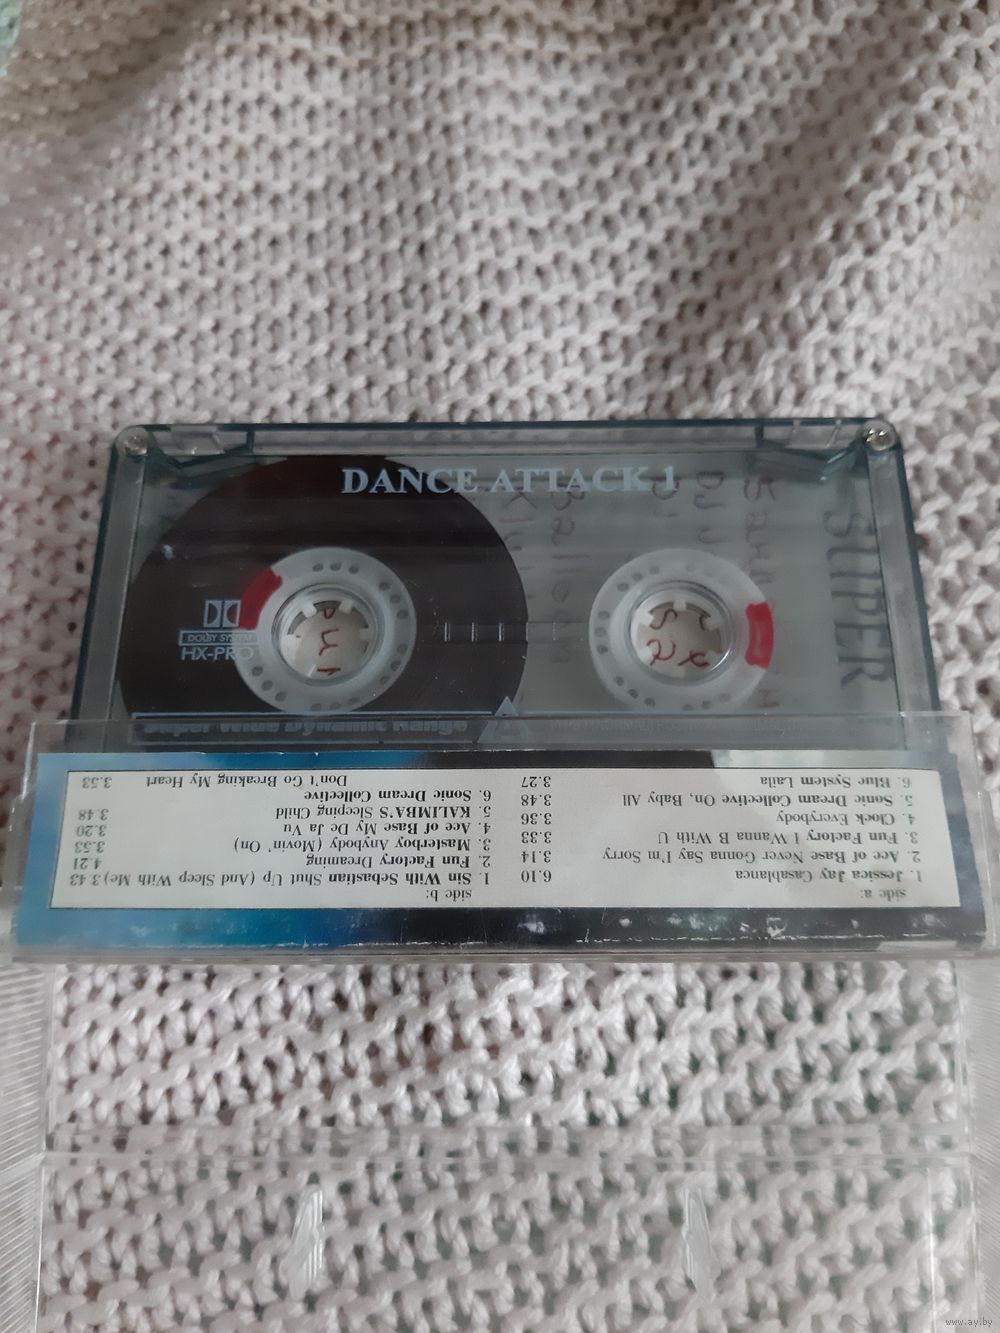 DANCE ATTACK 1
SUPER
DOLBY SYSTEM
HX-PRO
Super Wide Dynamic Range
side a:
1. Jessica Jay Casablanca 6.10
2. Ace of Base Never Gonna Say I'm Sorry 3.14
3. Fun Factory I Wanna B With U 3.33
4. Clock Everybody 3.36
5. Sonic Dream Collective On, Baby All 3.48
6. Blue System Laila 3.27
side b:
1. Sin With Sebastian Shut Up (And Sleep With Me) 3.43
2. Fun Factory Dreaming 4.21
3. Masterboy Anybody (Movin' On) 3.53
4. Ace of Base My De Ja Vu 3.20
5. KALIMBA'S Sleeping Child 3.48
6. Sonic Dream Collective
Don't Go Breaking My Heart 3.53
www.ay.by